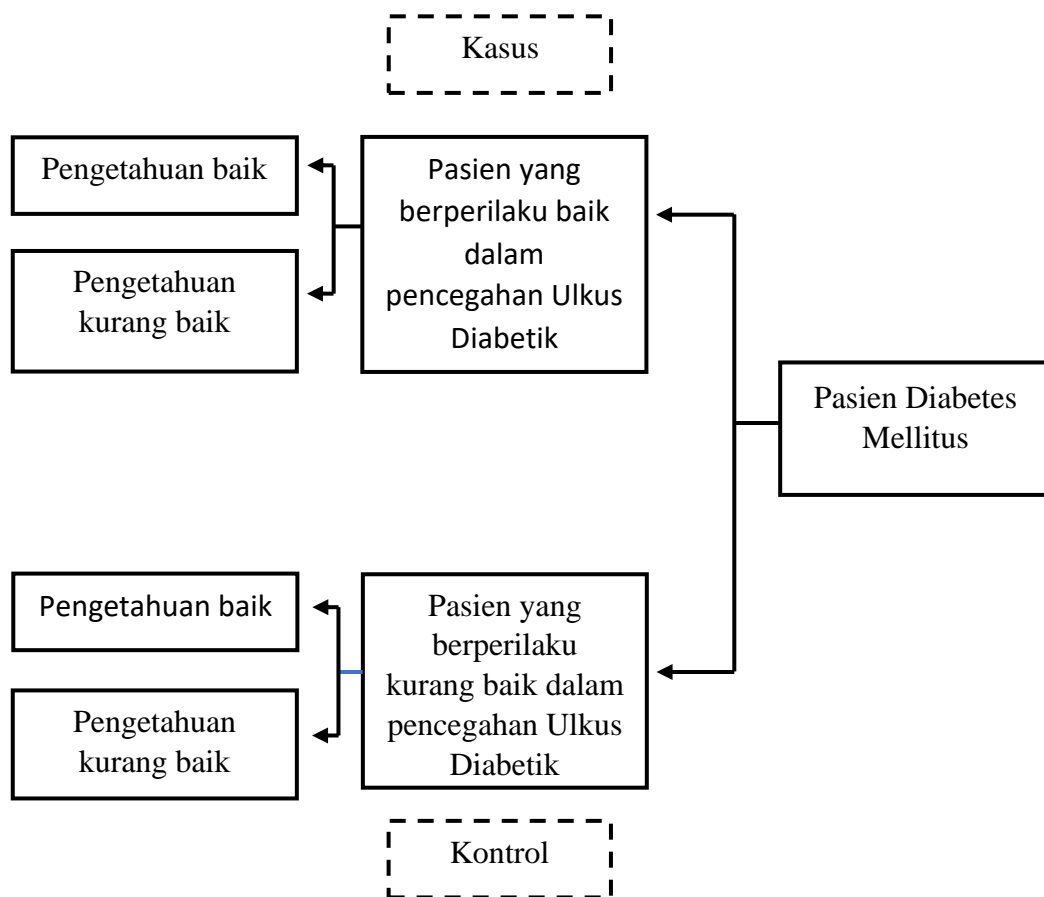 Kasus
Pengetahuan baik
Pengetahuan
kurang baik
Pasien yang
berperilaku baik
dalam
pencegahan Ulkus
Diabetik
Pasien Diabetes
Mellitus
Pengetahuan baik
Pengetahuan
kurang baik
Pasien yang
berperilaku
kurang baik dalam
pencegahan Ulkus
Diabetik
Kontrol